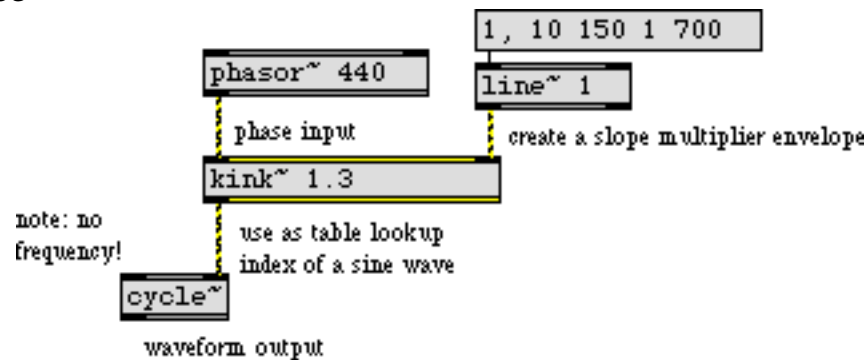 1, 10 150 1 700
phasor~ 440
line~ 1
phase input
create a slope multiplier envelope
kink~ 1.3
note: no
frequency!
use as table lookup
index of a sine wave
cycle~
waveform output